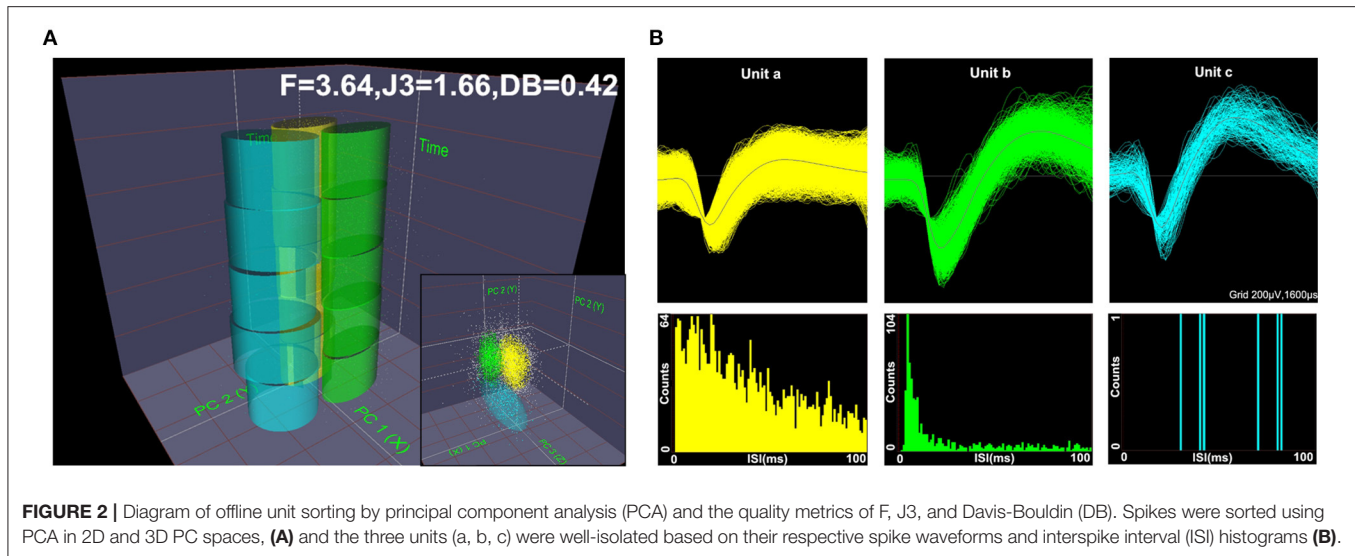 A
F=3.64,J3=1.66,DB=0.42
Time
Time
PC 2 (Y)
PC 1 (X)
PC 2 (Y)
PC 2 (Y)
PC 1 (X)
PC 3 (Z)
B
Unit a
Unit b
Unit c
Grid 200µV,1600µs
64
Counts
0
0
ISI(ms)
100
104
Counts
0
0
ISI(ms)
100
1
Counts
0
0
ISI(ms)
100
FIGURE 2 | Diagram of offline unit sorting by principal component analysis (PCA) and the quality metrics of F, J3, and Davis-Bouldin (DB). Spikes were sorted using
PCA in 2D and 3D PC spaces, (A) and the three units (a, b, c) were well-isolated based on their respective spike waveforms and interspike interval (ISI) histograms (B).